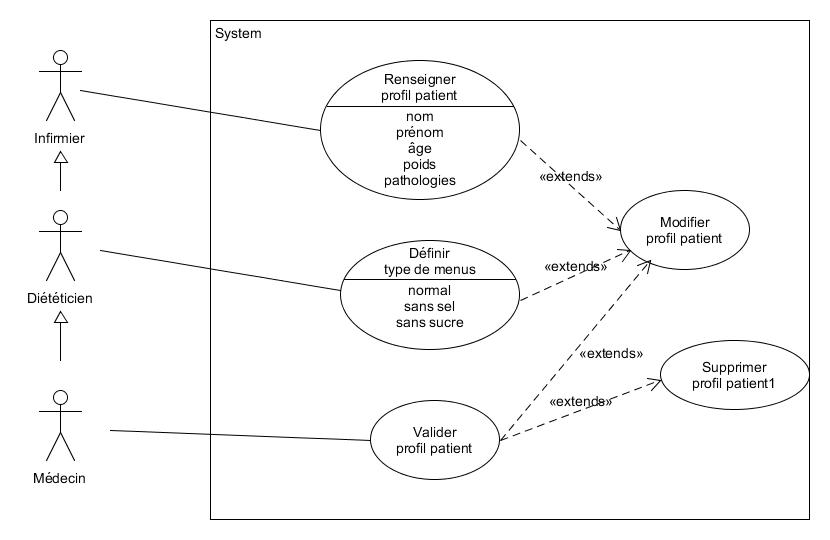 System
Infirmier
Renseigner
profil patient
nom
prénom
âge
poids
pathologies
«extends»
Modifier
profil patient
Diététicien
Définir
type de menus
normal
sans sel
sans sucre
«extends»
«extends»
Supprimer
profil patient1
«extends»
Médecin
Valider
profil patient